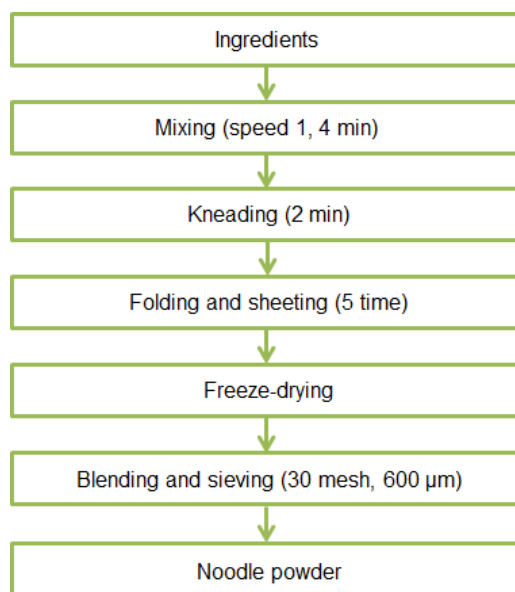 Ingredients
Mixing (speed 1, 4 min)
Kneading (2 min)
Folding and sheeting (5 time)
Freeze-drying
Blending and sieving (30 mesh, 600 µm)
Noodle powder